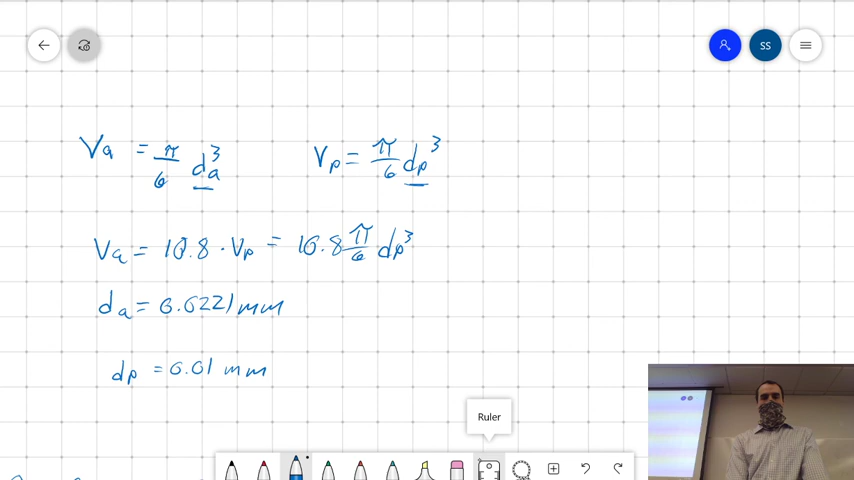 SS
Va = π/6 da³ Vp = π/6 dp³
Va = 10.8 · Vp = 10.8 π/6 dp³
da = 0.0221 mm
dp = 0.01 mm
Ruler